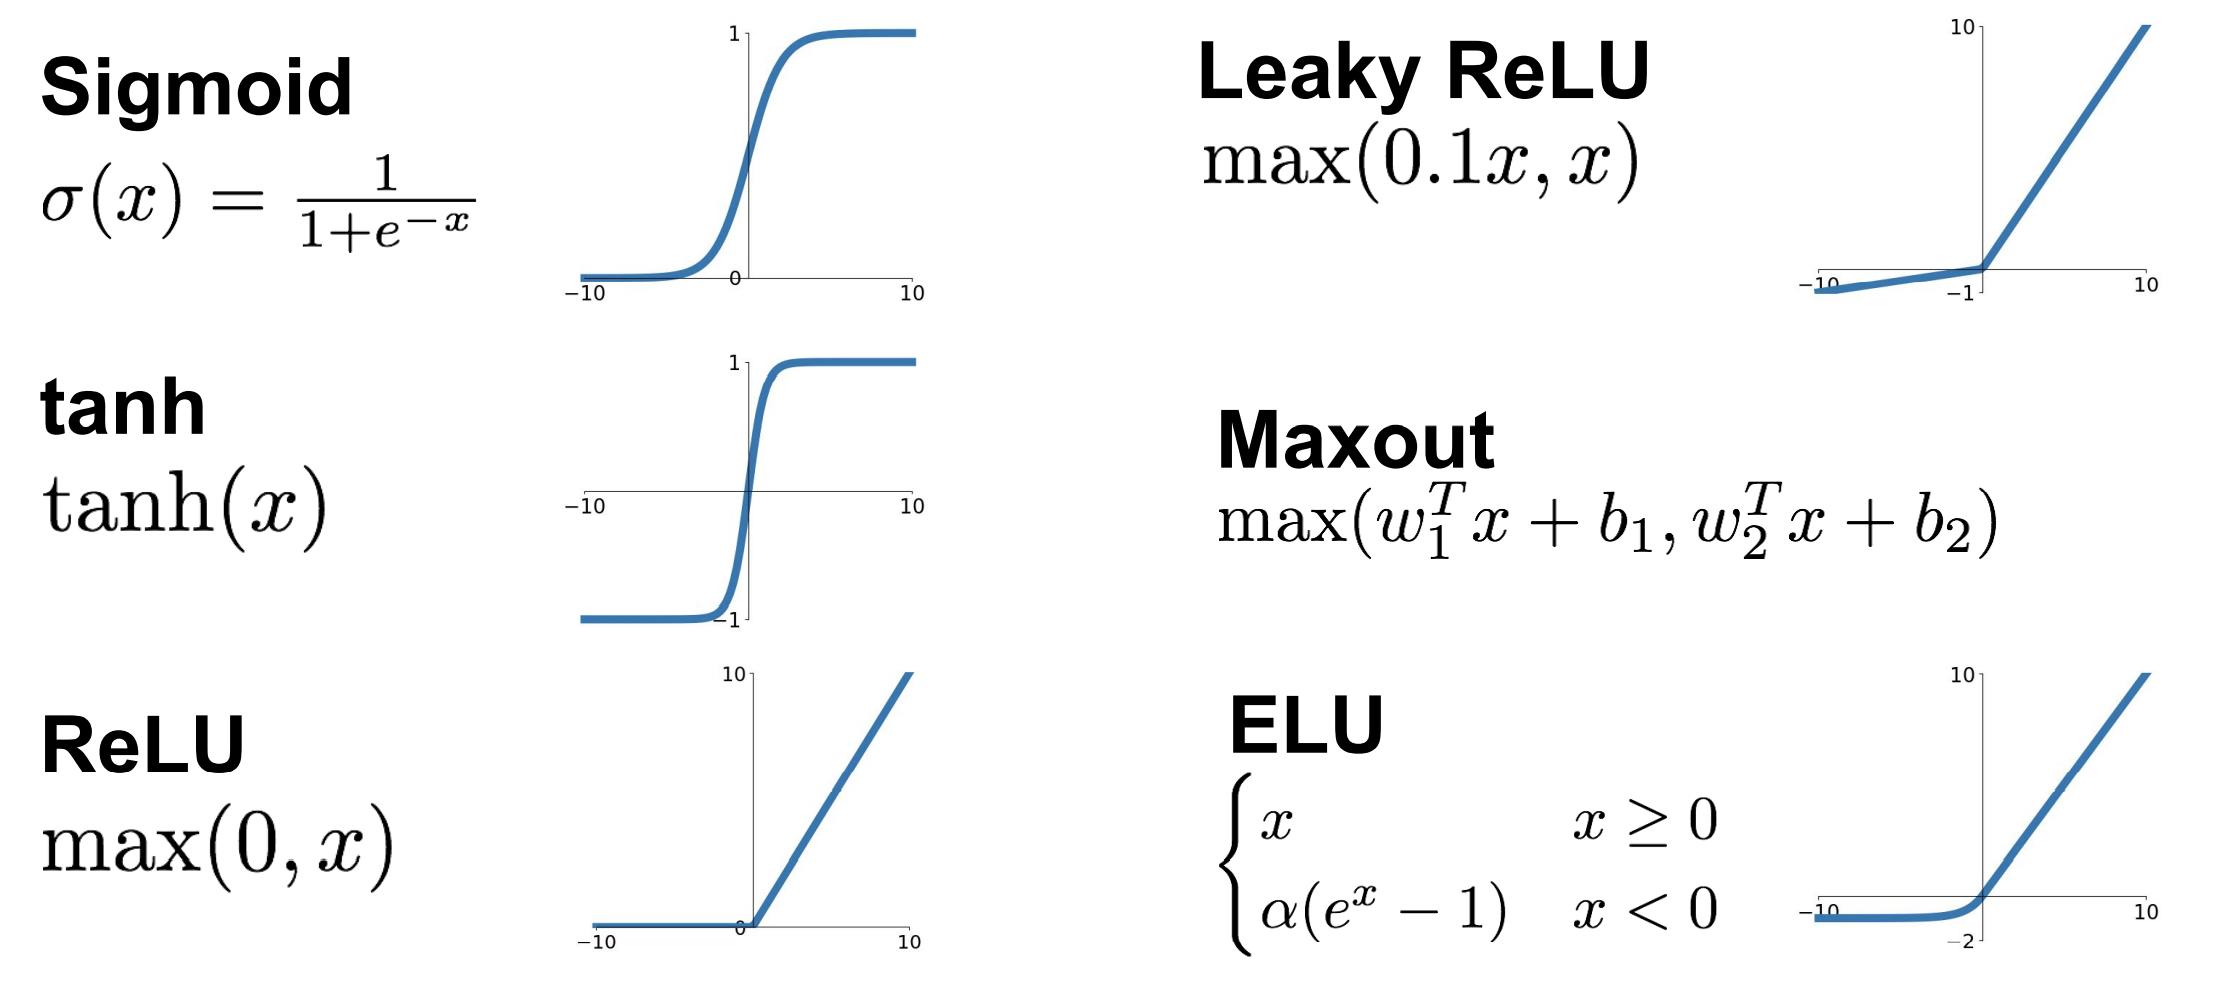 Sigmoid
σ(x) = 1/(1+e^{-x})
1
0
−10
10
tanh
tanh(x)
1
−10
10
−1
ReLU
max(0, x)
10
0
−10
10
Leaky ReLU
max(0.1x, x)
10
−10
−1
10
Maxout
max(w_1^T x + b_1, w_2^T x + b_2)
ELU
{ x x ≥ 0
α(e^x − 1) x < 0
10
−10
10
−2